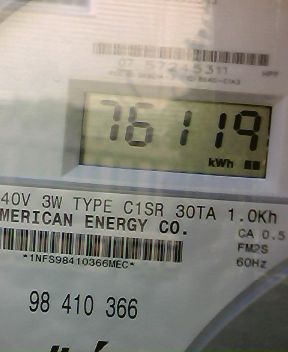 76119
kWh
40V 3W TYPE C1SR 30TA 1.0Kh
MERICAN ENERGY CO.
CA 0.5
FM2S
60Hz
*1NFS98410366MEC*
98 410 366